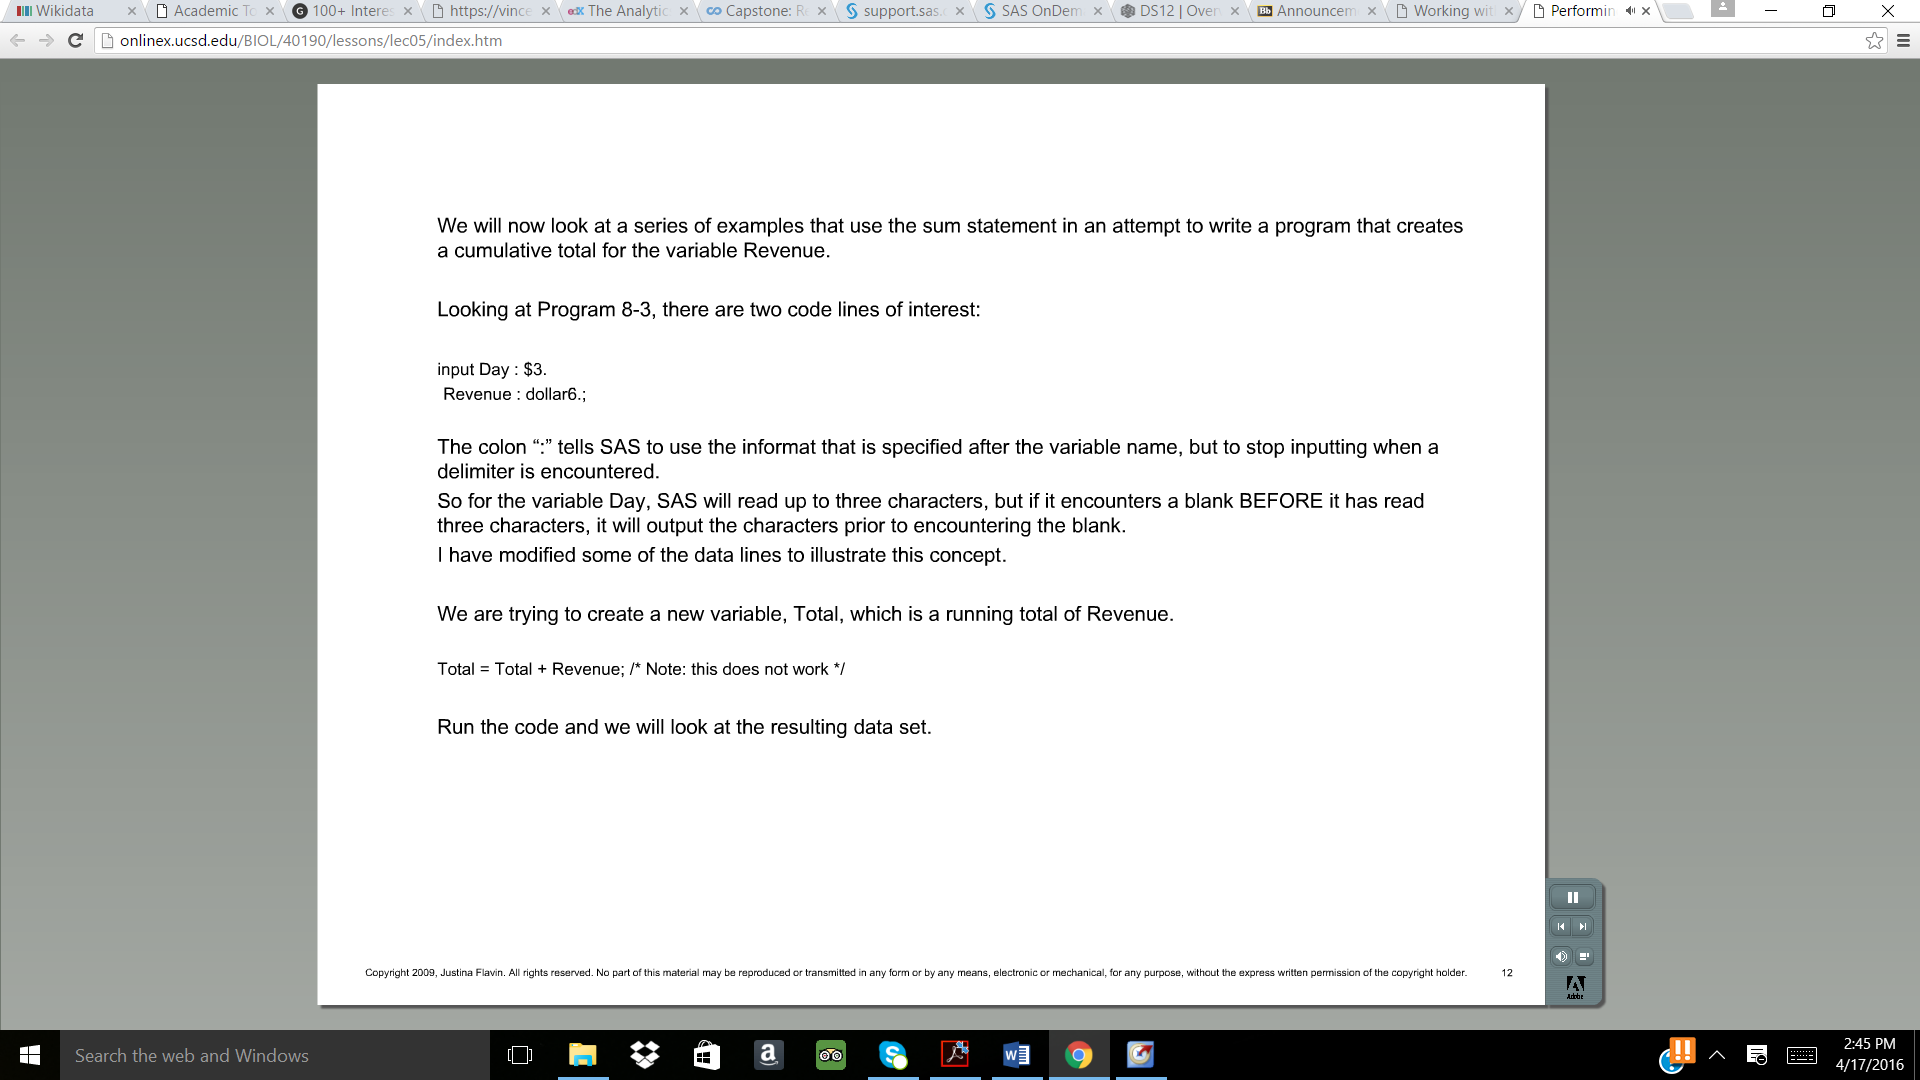 Wikidata
Academic To
100+ Interes
https://vince
The Analytic
Capstone: Re
support.sas.c
SAS OnDem
DS12 | Over
Announcem
Working wit
Performin
onlinex.ucsd.edu/BIOL/40190/lessons/lec05/index.htm
We will now look at a series of examples that use the sum statement in an attempt to write a program that creates
a cumulative total for the variable Revenue.
Looking at Program 8-3, there are two code lines of interest:
input Day : $3.
Revenue : dollar6.;
The colon “:” tells SAS to use the informat that is specified after the variable name, but to stop inputting when a
delimiter is encountered.
So for the variable Day, SAS will read up to three characters, but if it encounters a blank BEFORE it has read
three characters, it will output the characters prior to encountering the blank.
I have modified some of the data lines to illustrate this concept.
We are trying to create a new variable, Total, which is a running total of Revenue.
Total = Total + Revenue; /* Note: this does not work */
Run the code and we will look at the resulting data set.
Copyright 2009, Justina Flavin. All rights reserved. No part of this material may be reproduced or transmitted in any form or by any means, electronic or mechanical, for any purpose, without the express written permission of the copyright holder.
12
Adobe
Search the web and Windows
2:45 PM
4/17/2016